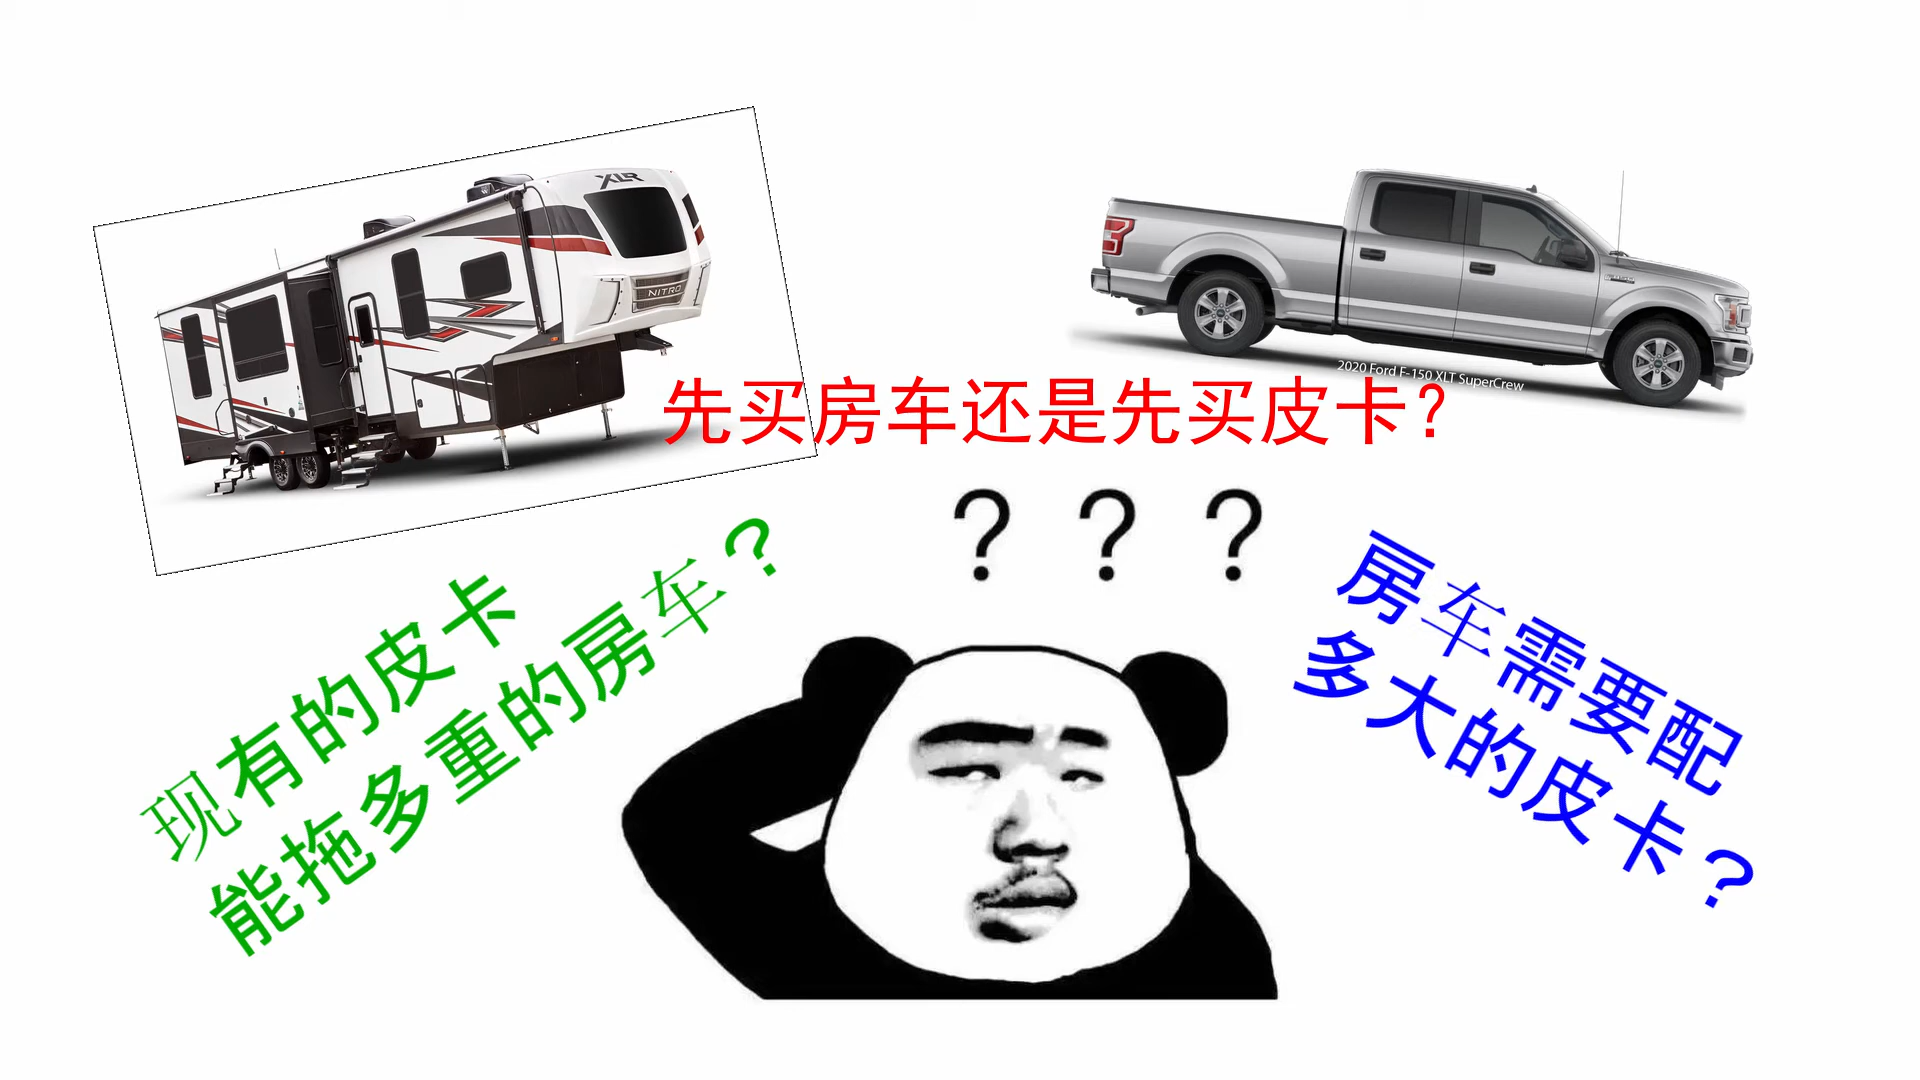 XLR
NITRO
2020 Ford F-150 XLT SuperCrew
先买房车还是先买皮卡？
？？？
现有的皮卡
能拖多重的房车？
房车需要配
多大的皮卡？